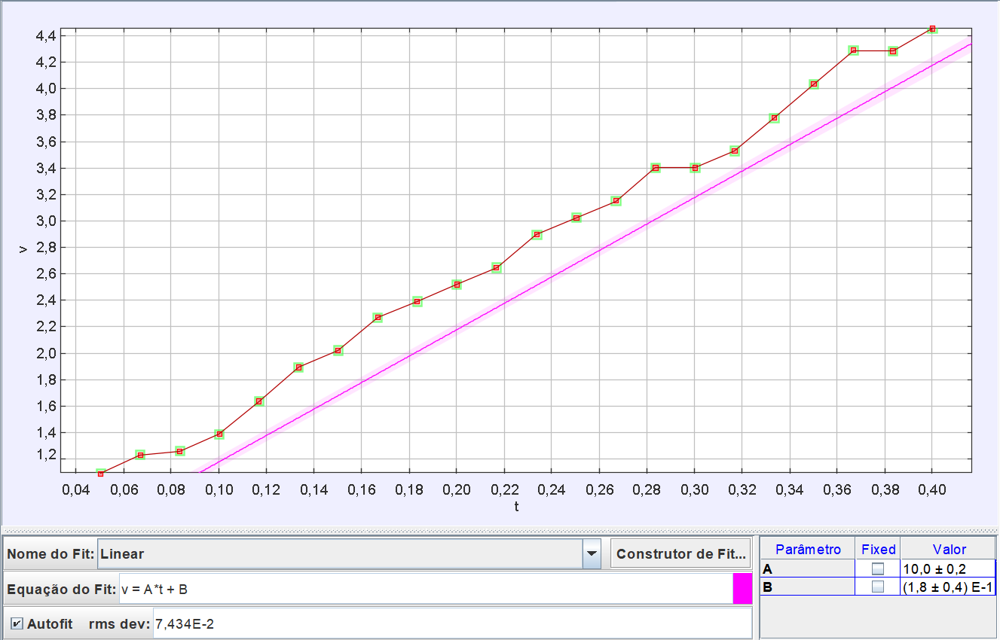 4,4
4,2
4,0
3,8
3,6
3,4
3,2
3,0
v
2,8
2,6
2,4
2,2
2,0
1,8
1,6
1,4
1,2
0,04 0,06 0,08 0,10 0,12 0,14 0,16 0,18 0,20 0,22 0,24 0,26 0,28 0,30 0,32 0,34 0,36 0,38 0,40
t
Nome do Fit: Linear Construtor de Fit...
Equação do Fit: v = A*t + B
Autofit rms dev: 7,434E-2
Parâmetro Fixed Valor
A 10,0 ± 0,2
B (1,8 ± 0,4) E-1